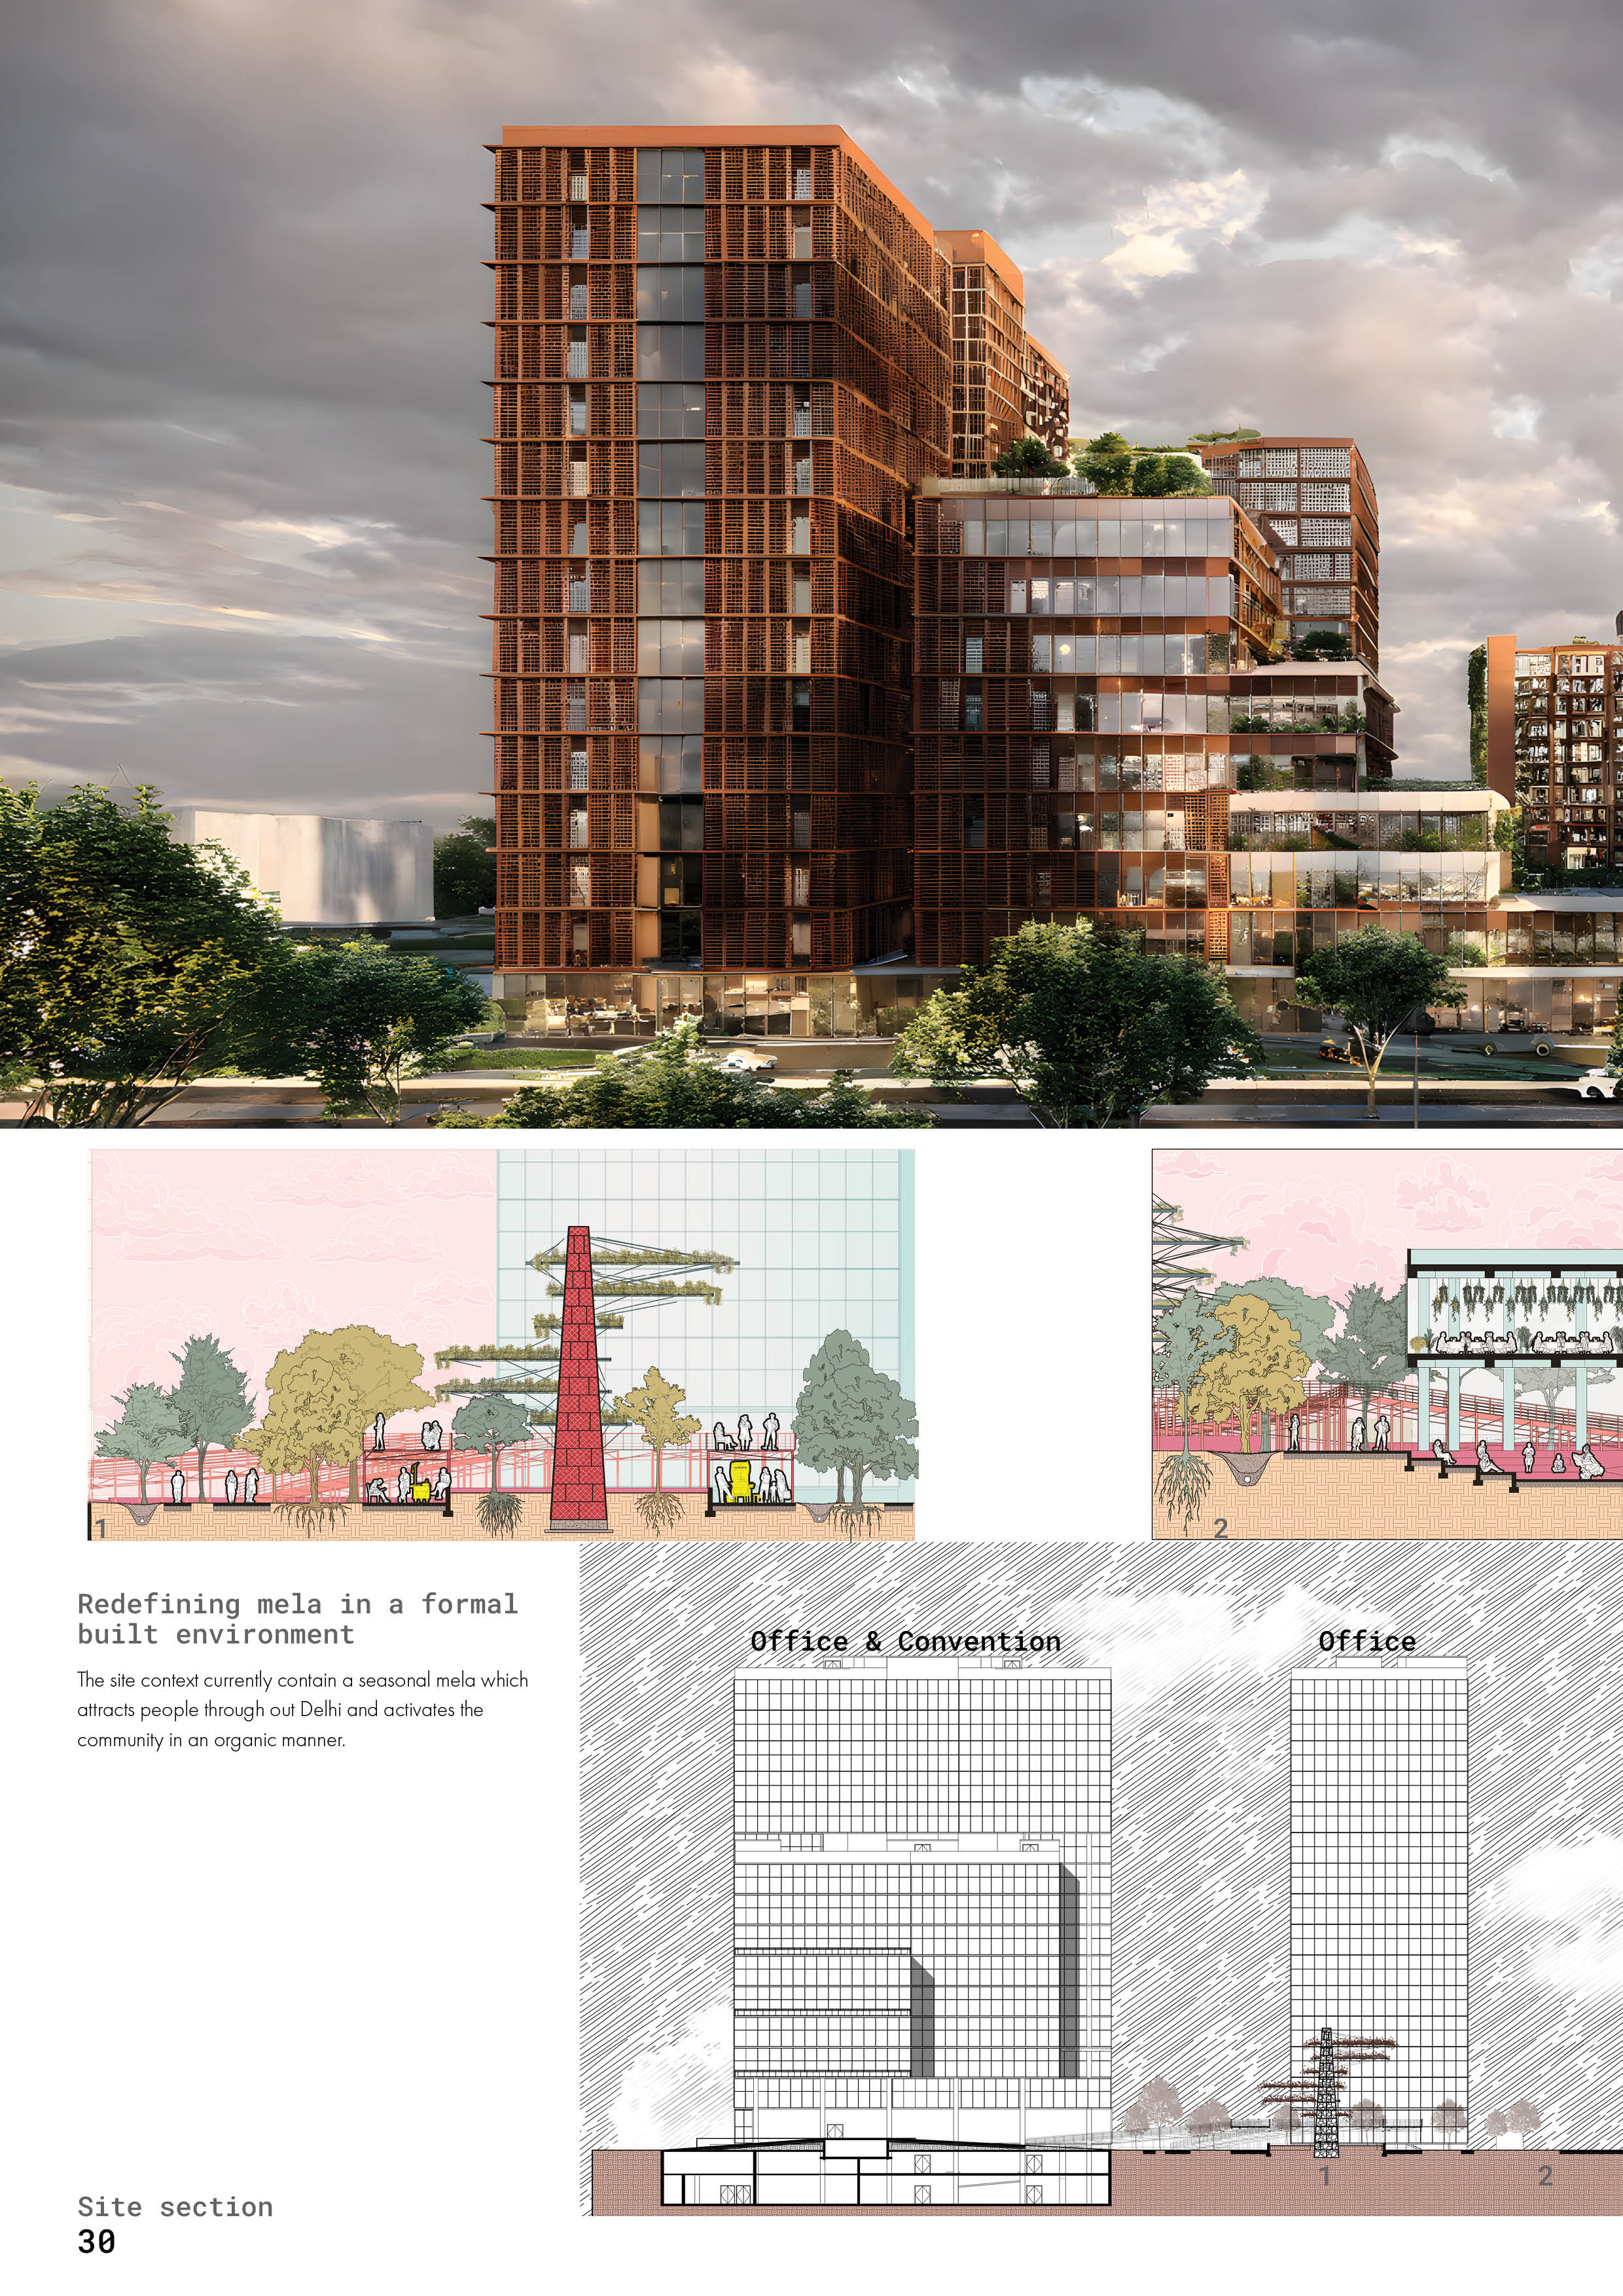 1
2
Redefining mela in a formal
built environment
The site context currently contain a seasonal mela which
attracts people through out Delhi and activates the
community in an organic manner.
Office & Convention
Office
1
2
Site section
30